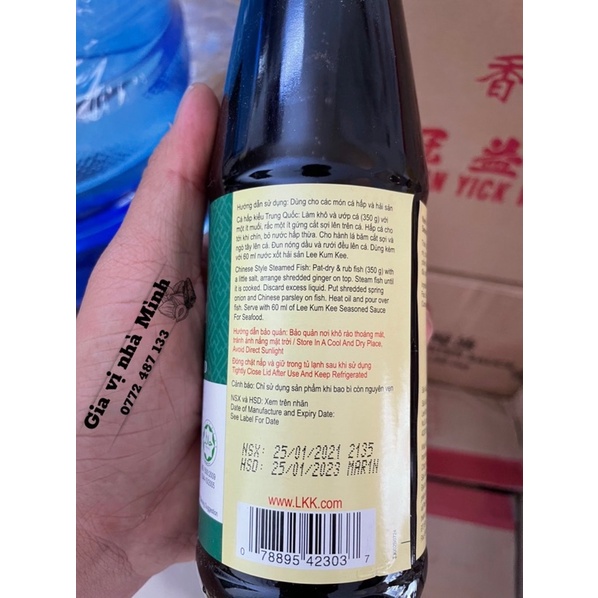 Hướng dẫn sử dụng: Dùng cho các món cá hấp và hải sản
Cá hấp kiểu Trung Quốc: Làm khô và ướp cá (350 g) với
một ít muối, rắc một ít gừng cắt sợi lên trên cá. Hấp cá cho
tới khi chín, bỏ nước hấp thừa. Cho hành lá băm cắt sợi và
ngò tây lên cá. Đun nóng dầu và rưới đều lên cá. Dùng kèm
với 60 ml nước xốt hải sản Lee Kum Kee.
Chinese Style Steamed Fish: Pat-dry & rub fish (350 g) with
a little salt, arrange shredded ginger on top. Steam fish until
it is cooked. Discard excess liquid. Put shredded spring
onion and Chinese parsley on fish. Heat oil and pour over
fish. Serve with 60 ml of Lee Kum Kee Seasoned Sauce
For Seafood.
Hướng dẫn bảo quản: Bảo quản nơi khô ráo thoáng mát,
tránh ánh nắng mặt trời / Store in A Cool And Dry Place,
Avoid Direct Sunlight
Đóng chặt nắp và giữ trong tủ lạnh sau khi sử dụng
Tightly Close Lid After Use And Keep Refrigerated
Cảnh báo: Chỉ sử dụng sản phẩm khi bao bì còn nguyên vẹn
NSX và HSD: Xem trên nhãn
Date of Manufacture and Expiry Date:
See Label For Date
NSX: 25/01/2021 2135
HSD: 25/01/2023 MAR1N
www.LKK.com
0 78895 42303 7
Gia vị nhà Minh
0772 487 133
香
YICK